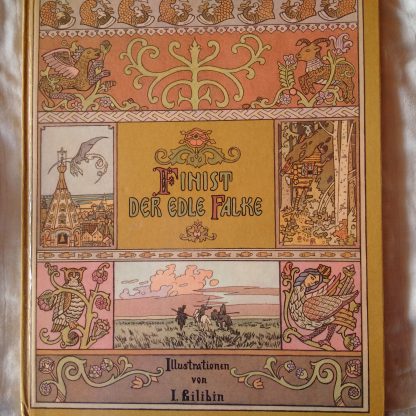 FINIST
DER EDLE FALKE
Illustrationen
von
I. Bilibin